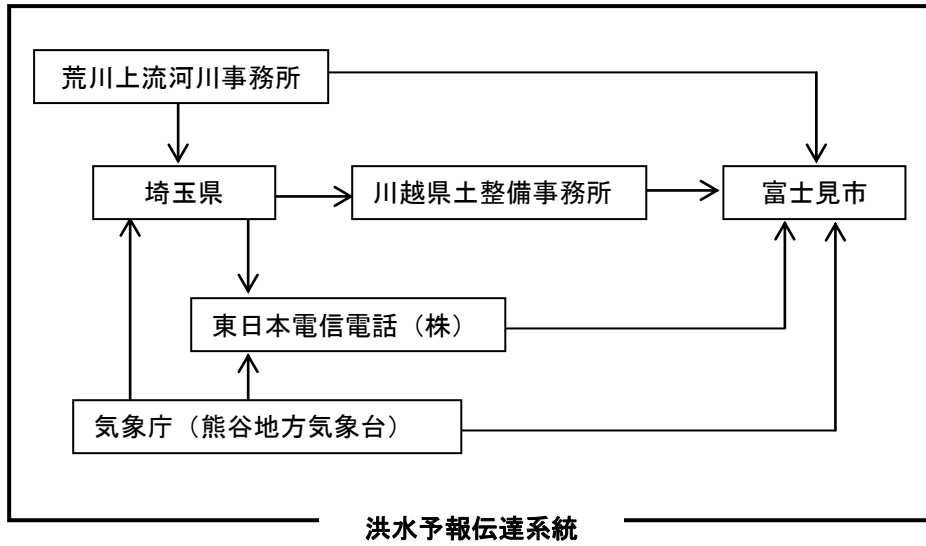 荒川上流河川事務所
埼玉県
川越県土整備事務所
富士見市
東日本電信電話（株）
気象庁（熊谷地方気象台）
洪水予報伝達系統